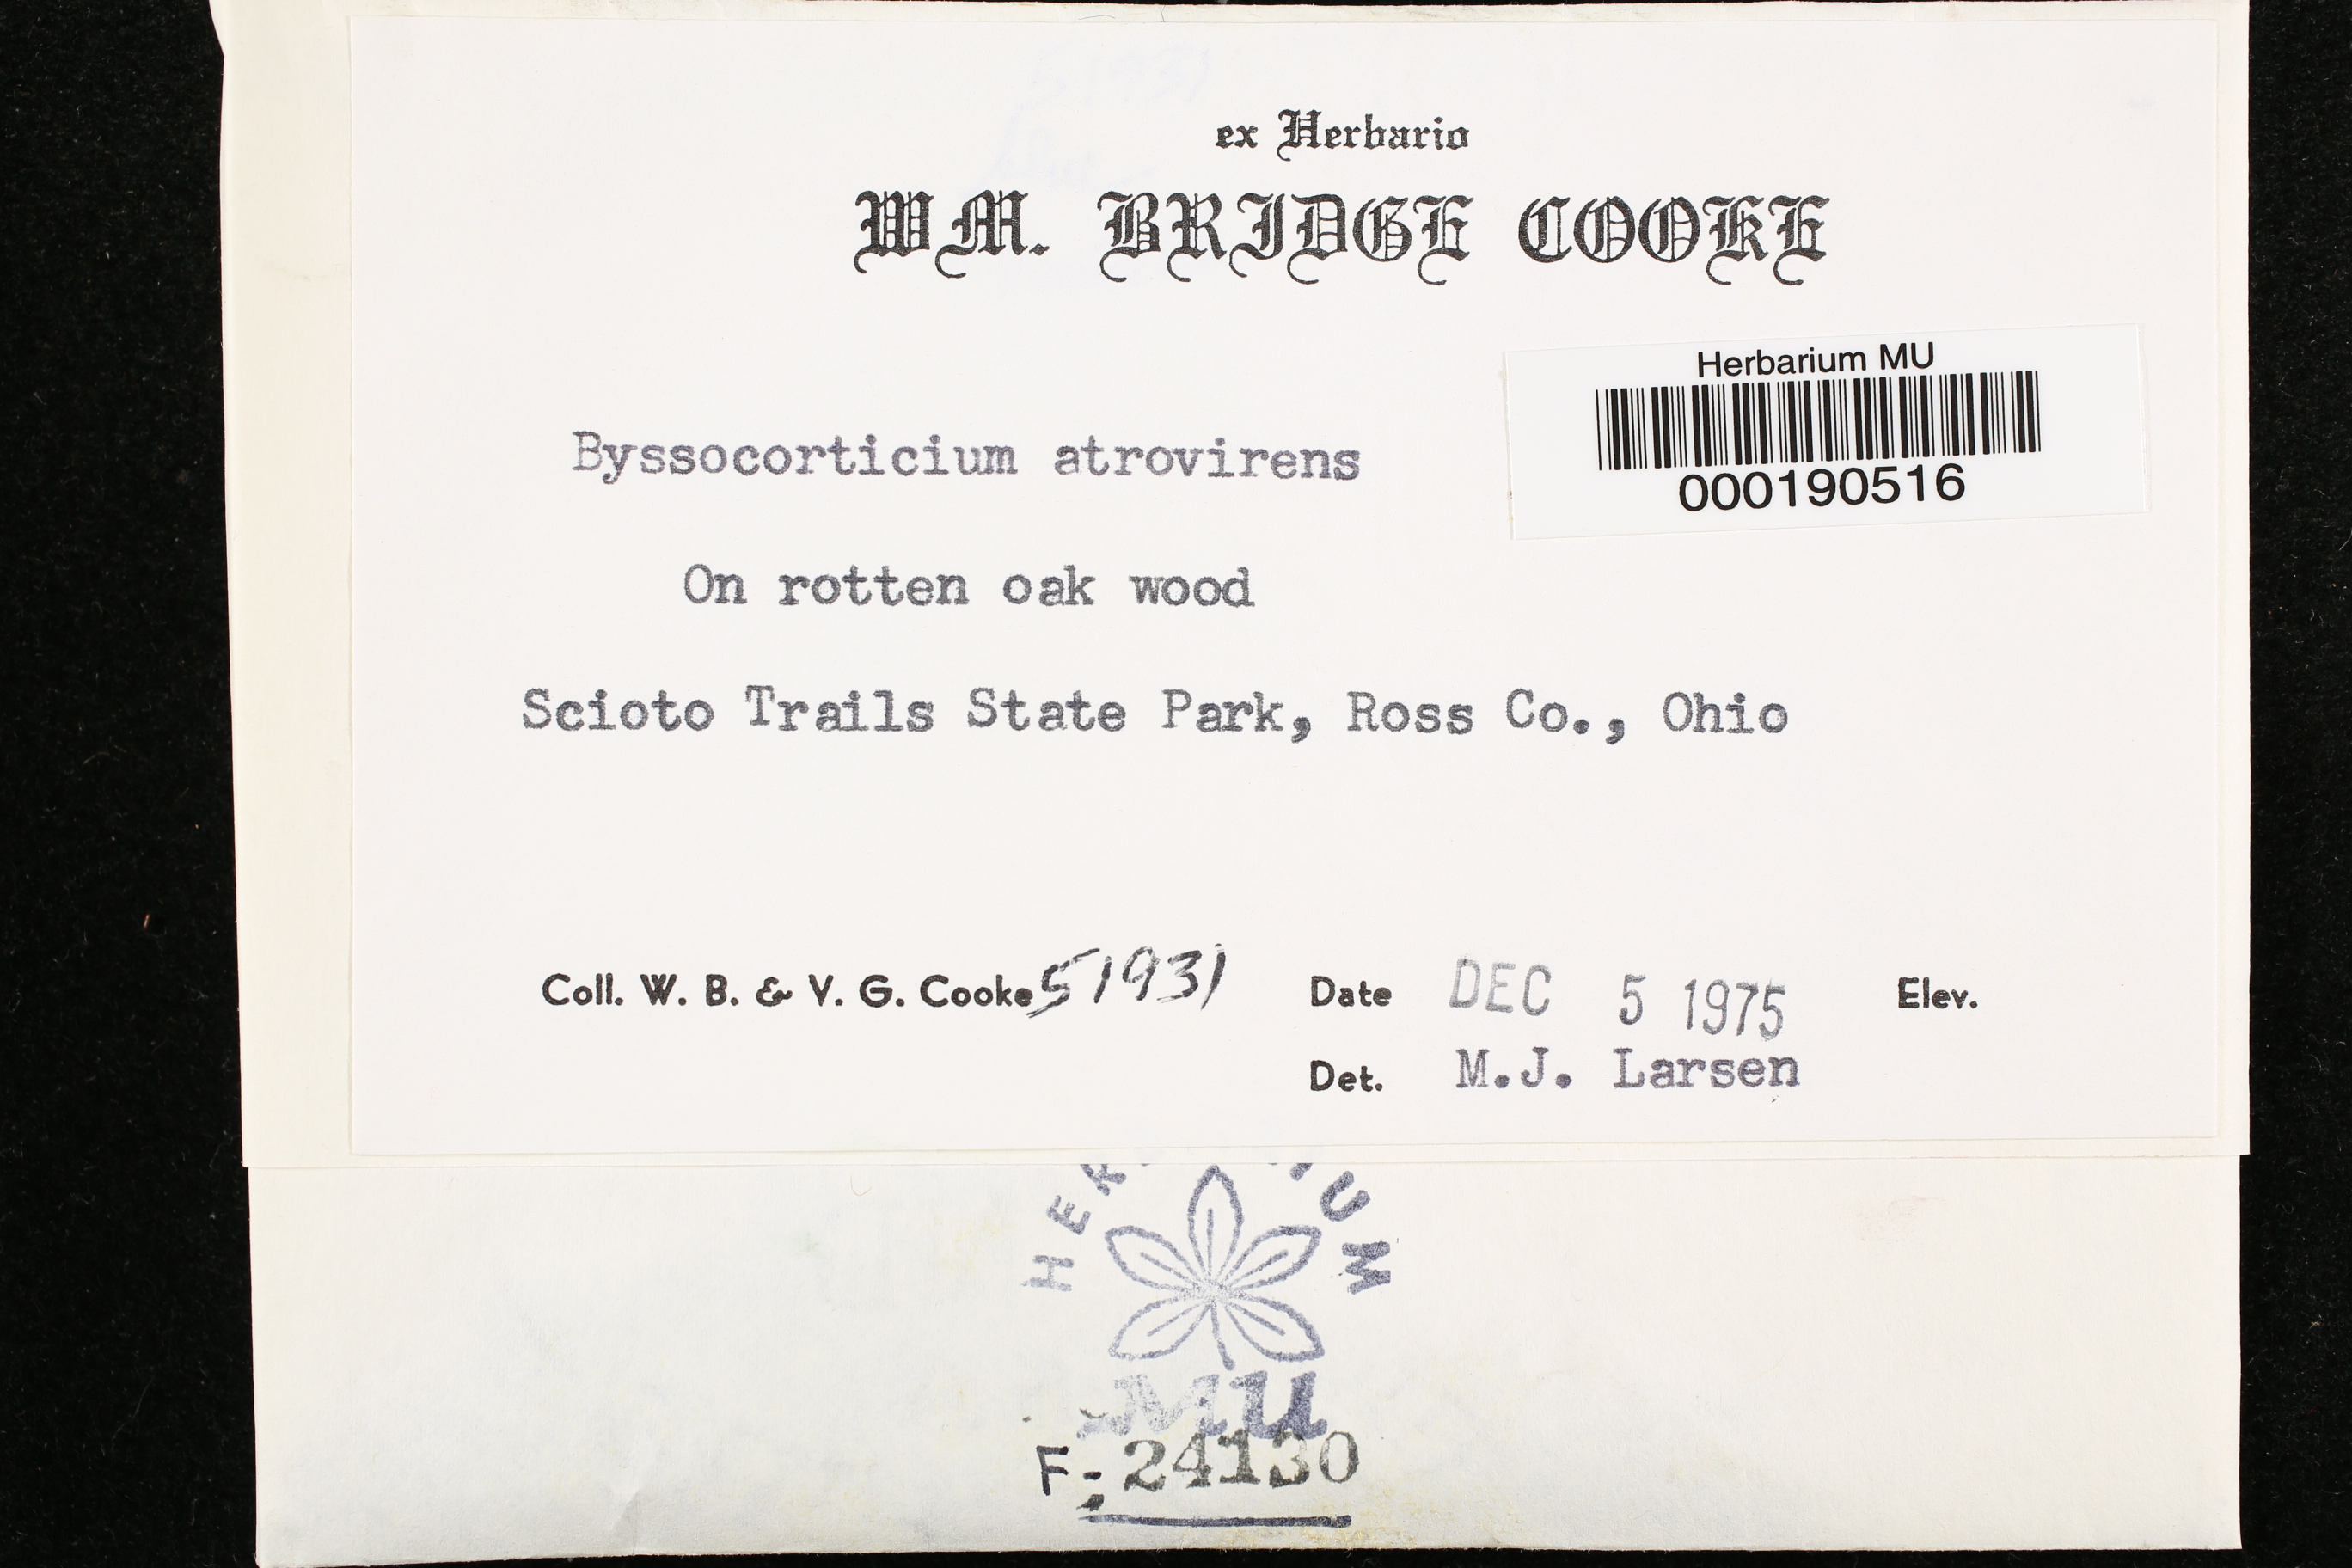 ex Herbario
WM. BRIDGE COOKE
Herbarium MU
000190516
Byssocorticium atrovirens
On rotten oak wood
Scioto Trails State Park, Ross Co., Ohio
Coll. W. B. & V. G. Cooke 51931 Date DEC 5 1975 Elev.
Det. M.J. Larsen
MU
F- 24130